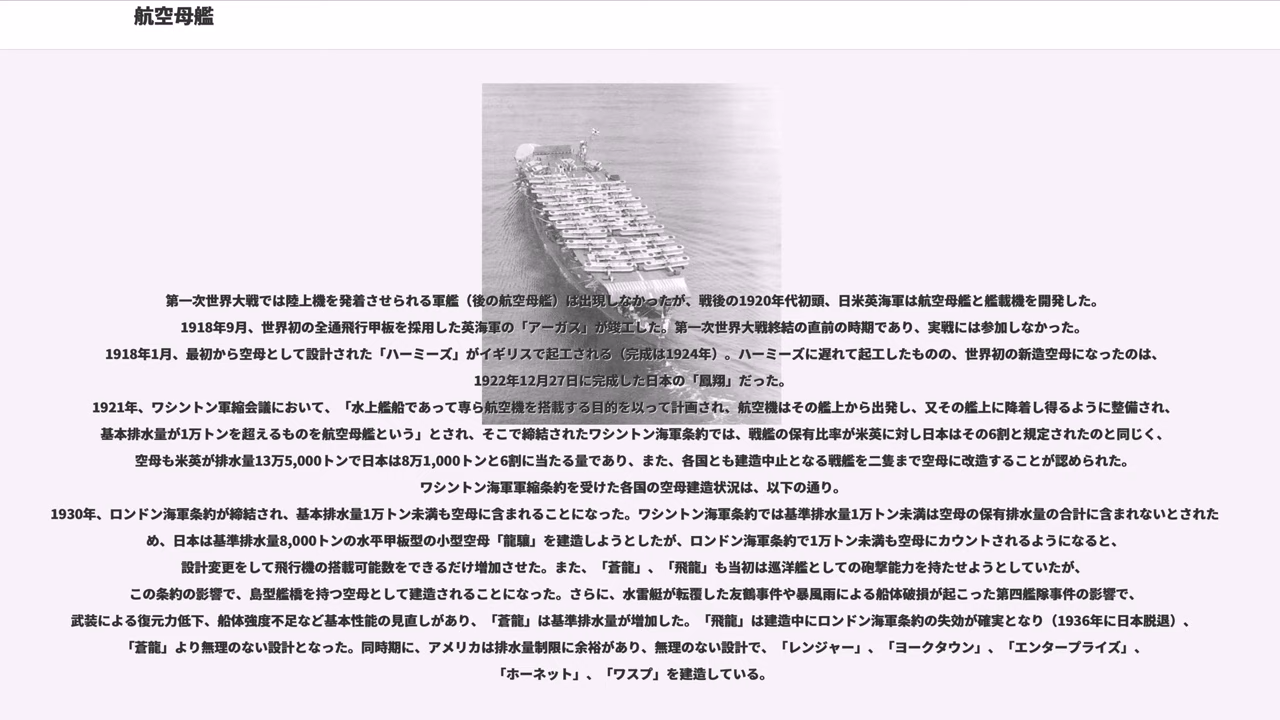 航空母艦
第一次世界大戦では陸上機を発着させられる軍艦（後の航空母艦）は出現しなかったが、戦後の1920年代初頭、日米英海軍は航空母艦と艦載機を開発した。
1918年9月、世界初の全通飛行甲板を採用した英海軍の「アーガス」が竣工した。第一次世界大戦終結の直前の時期であり、実戦には参加しなかった。
1918年1月、最初から空母として設計された「ハーミーズ」がイギリスで起工される（完成は1924年）。ハーミーズに遅れて起工したものの、世界初の新造空母になったのは、
1922年12月27日に完成した日本の「鳳翔」だった。
1921年、ワシントン軍縮会議において、「水上艦船であって専ら航空機を搭載する目的を以って計画され、航空機はその艦上から出発し、又その艦上に降着し得るように整備され、
基本排水量が1万トンを超えるものを航空母艦という」とされ、そこで締結されたワシントン海軍条約では、戦艦の保有比率が米英に対し日本はその6割と規定されたのと同じく、
空母も米英が排水量13万5,000トンで日本は8万1,000トンと6割に当たる量であり、また、各国とも建造中止となる戦艦を二隻まで空母に改造することが認められた。
ワシントン海軍軍縮条約を受けた各国の空母建造状況は、以下の通り。
1930年、ロンドン海軍条約が締結され、基本排水量1万トン未満も空母に含まれることになった。ワシントン海軍条約では基準排水量1万トン未満は空母の保有排水量の合計に含まれないとされた
め、日本は基準排水量8,000トンの水平甲板型の小型空母「龍驤」を建造しようとしたが、ロンドン海軍条約で1万トン未満も空母にカウントされるようになると、
設計変更をして飛行機の搭載可能数をできるだけ増加させた。また、「蒼龍」、「飛龍」も当初は巡洋艦としての砲撃能力を持たせようとしていたが、
この条約の影響で、島型艦橋を持つ空母として建造されることになった。さらに、水雷艇が転覆した友鶴事件や暴風雨による船体破損が起こった第四艦隊事件の影響で、
武装による復元力低下、船体強度不足など基本性能の見直しがあり、「蒼龍」は基準排水量が増加した。「飛龍」は建造中にロンドン海軍条約の失効が確実となり（1936年に日本脱退）、
「蒼龍」より無理のない設計となった。同時期に、アメリカは排水量制限に余裕があり、無理のない設計で、「レンジャー」、「ヨークタウン」、「エンタープライズ」、
「ホーネット」、「ワスプ」を建造している。